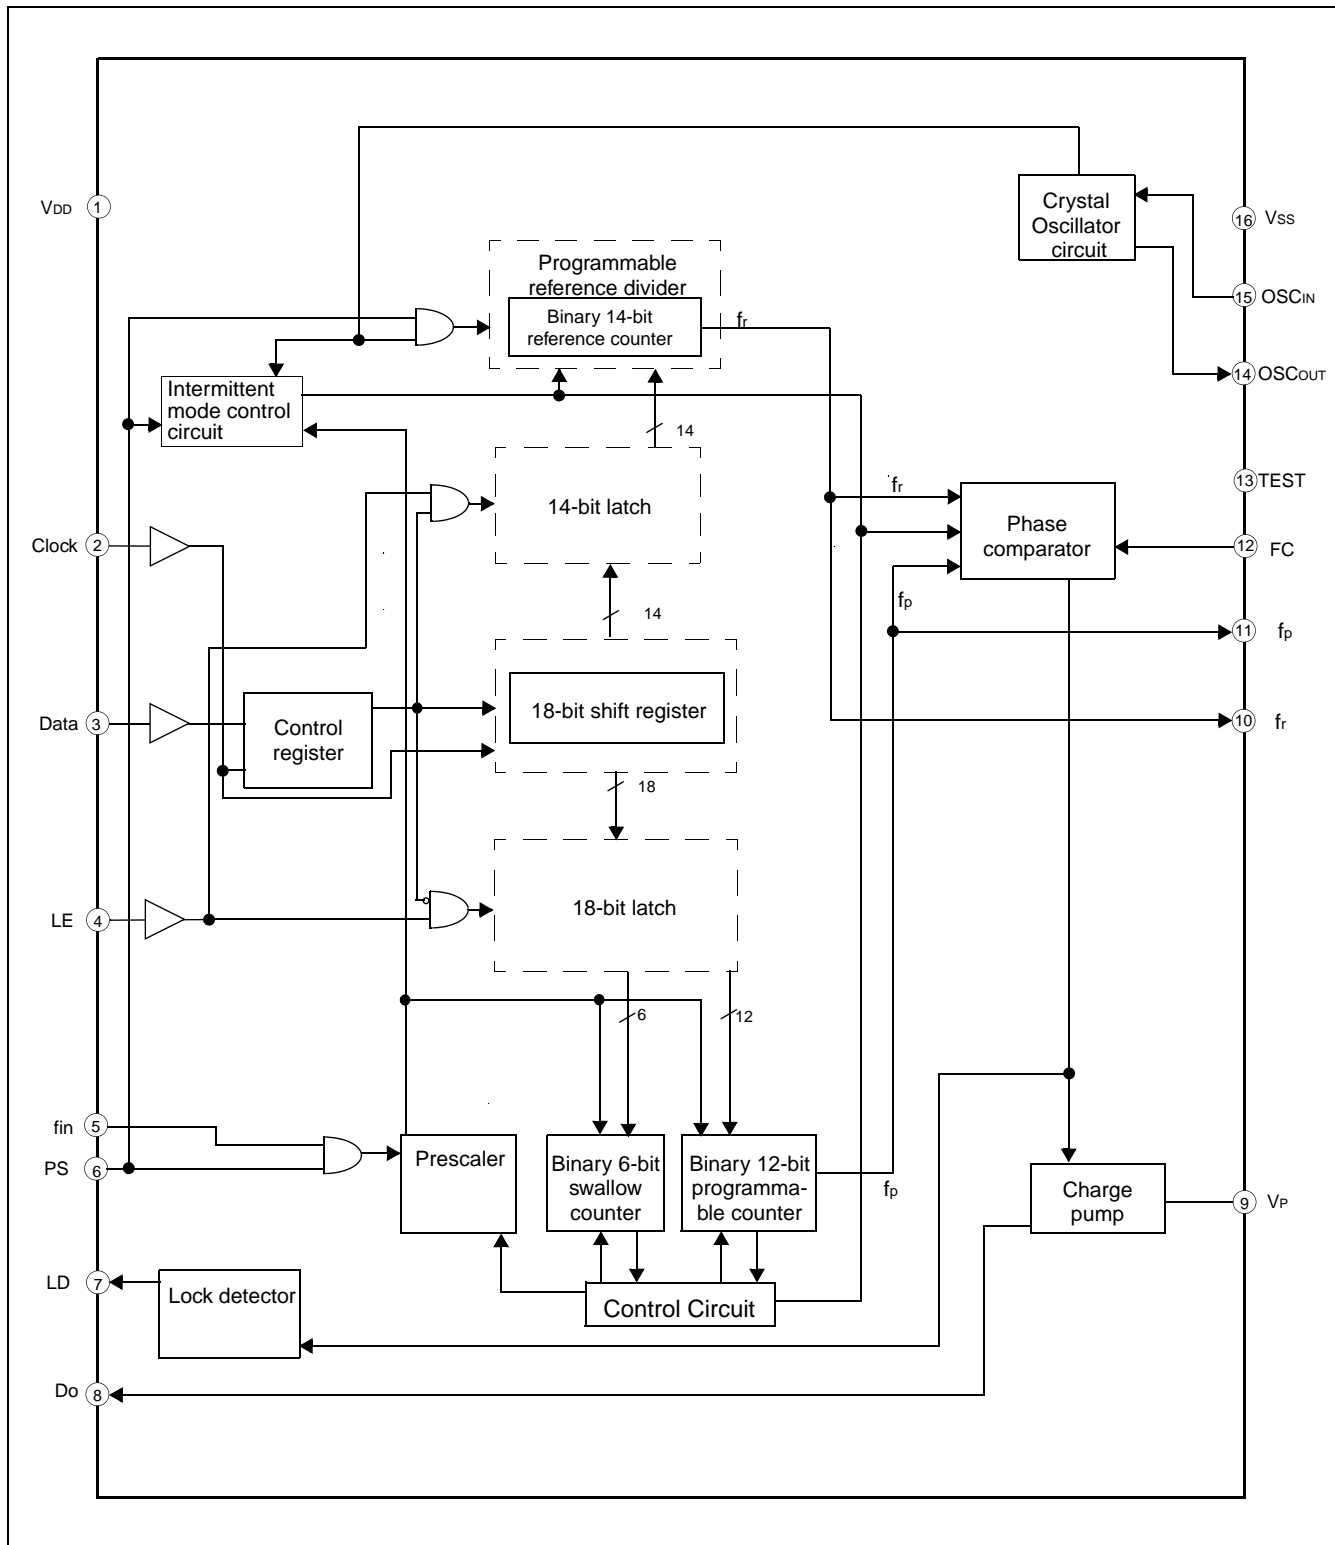 VDD 1
Crystal
Oscillator
circuit
16 VSS
Programmable
reference divider
Binary 14-bit
reference counter
fr
15 OSCIN
Intermittent
mode control
circuit
14 OSCOUT
14
14-bit latch
fr
Phase
comparator
13 TEST
Clock 2
12 FC
14
fp
11 fp
Data 3
Control
register
18-bit shift register
10 fr
18
LE 4
18-bit latch
6
12
fin 5
PS 6
Prescaler
Binary 6-bit
swallow
counter
Binary 12-bit
programma-
ble counter
fp
Charge
pump
9 VP
LD 7
Lock detector
Control Circuit
Do 8